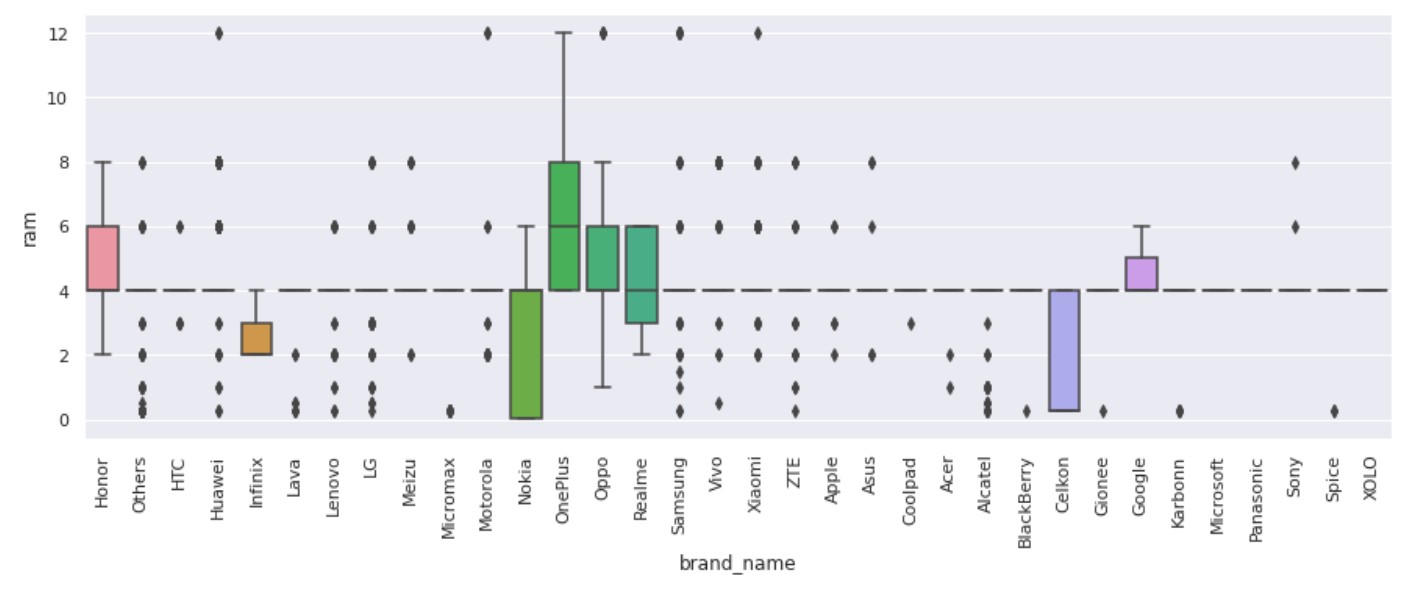 ram
12
10
8
6
4
2
0
Honor
Others
HTC
Huawei
Infinix
Lava
Lenovo
LG
Meizu
Micromax
Motorola
Nokia
OnePlus
Oppo
Realme
Samsung
Vivo
Xiaomi
ZTE
Apple
Asus
Coolpad
Acer
Alcatel
BlackBerry
Celkon
Gionee
Google
Karbonn
Microsoft
Panasonic
Sony
Spice
XOLO
brand_name